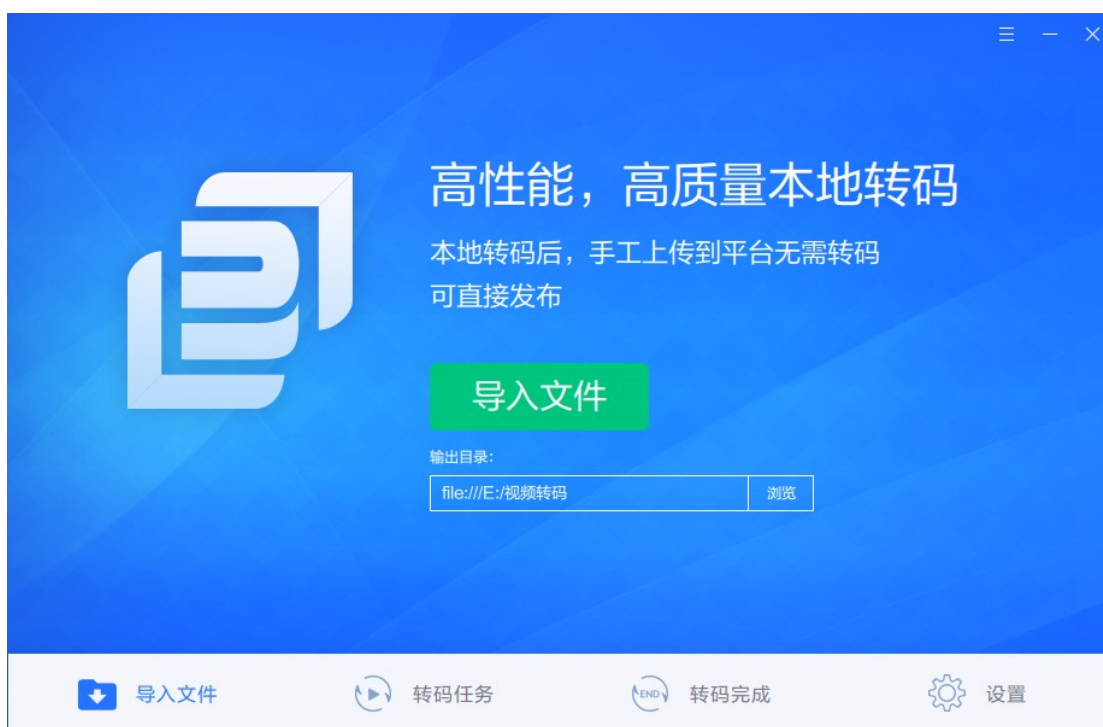 高性能，高质量本地转码
本地转码后，手工上传到平台无需转码
可直接发布
导入文件
输出目录：
file:///E:/视频转码
浏览
导入文件
转码任务
END
转码完成
设置